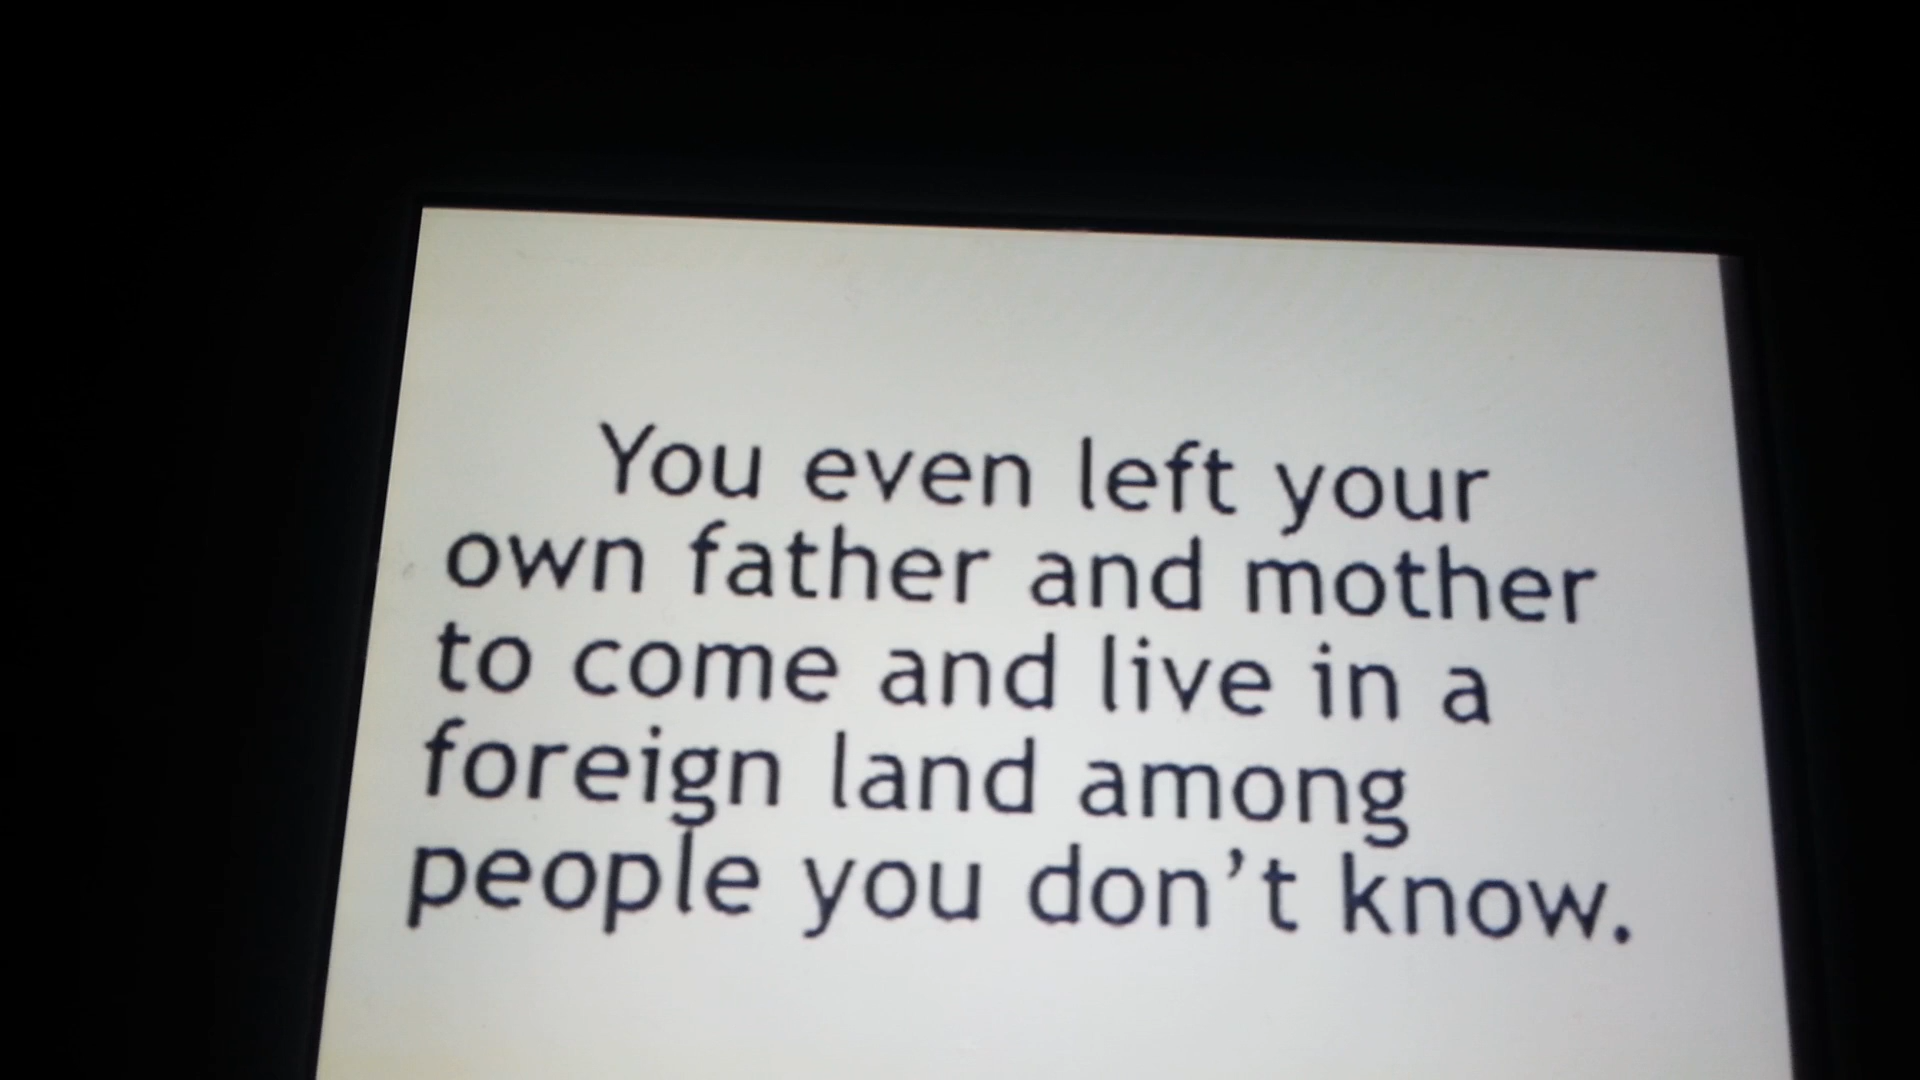 You even left your
own father and mother
to come and live in a
foreign land among
people you don't know.